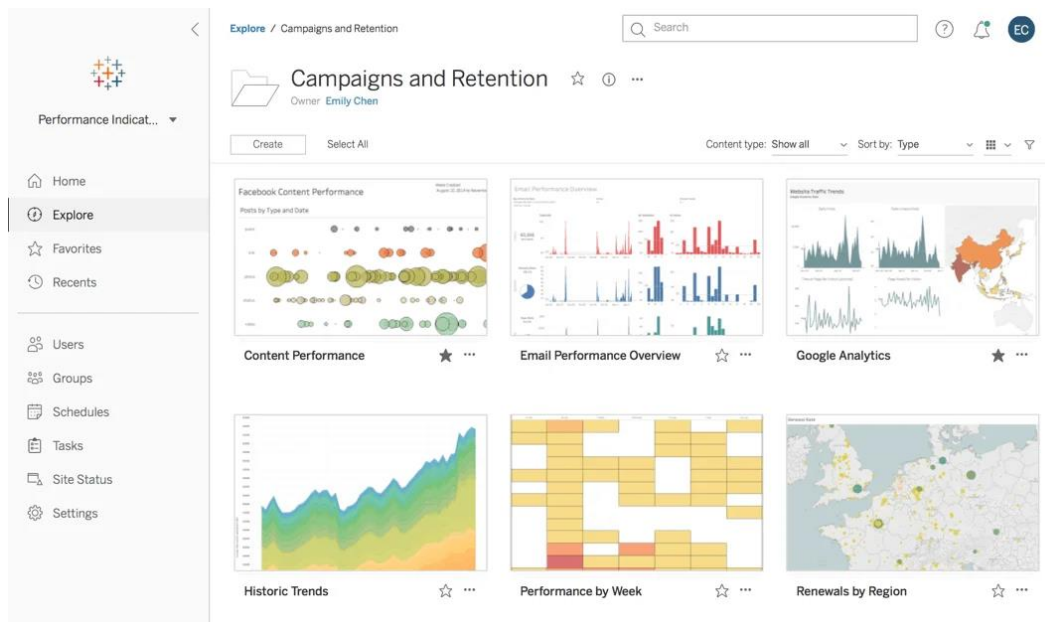 Explore / Campaigns and Retention
Search
EC
Campaigns and Retention
Owner Emily Chen
Performance Indicat...
Create
Select All
Content type: Show all
Sort by: Type
Home
Explore
Favorites
Recents
Users
Groups
Schedules
Tasks
Site Status
Settings
Facebook Content Performance
Posts by Type and Date
Content Performance
Email Performance Overview
Email Performance Overview
Website Traffic Trends
Google Analytics
Historic Trends
Performance by Week
Renewals by Region